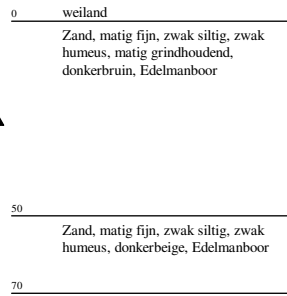 0 weiland
Zand, matig fijn, zwak siltig, zwak
humeus, matig grindhoudend,
donkerbruin, Edelmanboor
50
Zand, matig fijn, zwak siltig, zwak
humeus, donkerbeige, Edelmanboor
70